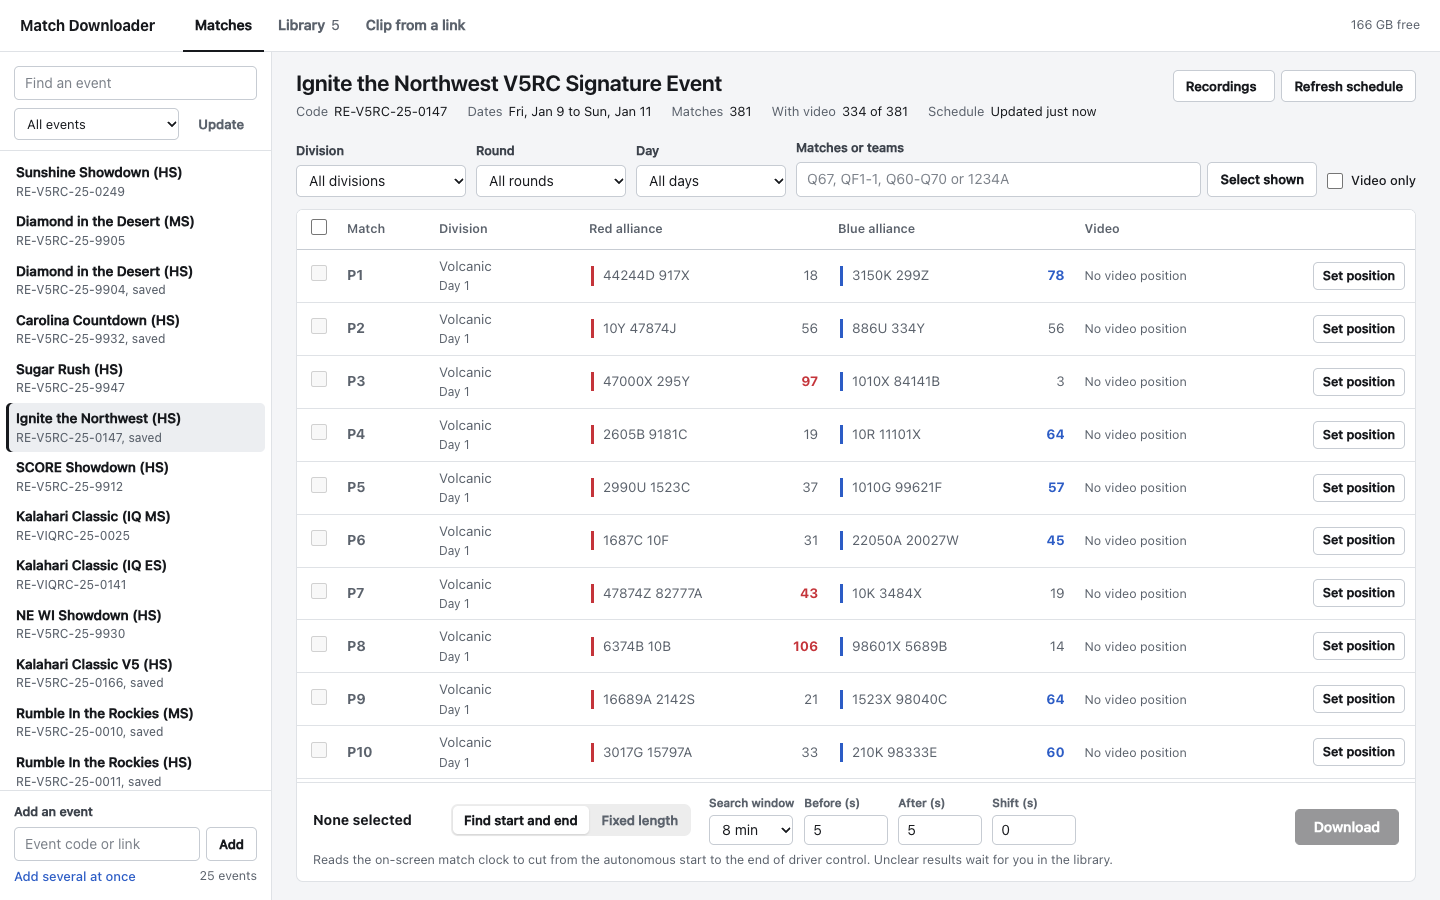 Match Downloader
Matches
Library 5
Clip from a link
166 GB free
Find an event
All events
Update
Sunshine Showdown (HS)
RE-V5RC-25-0249
Diamond in the Desert (MS)
RE-V5RC-25-9905
Diamond in the Desert (HS)
RE-V5RC-25-9904, saved
Carolina Countdown (HS)
RE-V5RC-25-9932, saved
Sugar Rush (HS)
RE-V5RC-25-9947
Ignite the Northwest (HS)
RE-V5RC-25-0147, saved
SCORE Showdown (HS)
RE-V5RC-25-9912
Kalahari Classic (IQ MS)
RE-VIQRC-25-0025
Kalahari Classic (IQ ES)
RE-VIQRC-25-0141
NE WI Showdown (HS)
RE-V5RC-25-9930
Kalahari Classic V5 (HS)
RE-V5RC-25-0166, saved
Rumble In the Rockies (MS)
RE-V5RC-25-0010, saved
Rumble In the Rockies (HS)
RE-V5RC-25-0011, saved
Add an event
Event code or link
Add
Add several at once
25 events
Ignite the Northwest V5RC Signature Event
Recordings
Refresh schedule
Code RE-V5RC-25-0147 Dates Fri, Jan 9 to Sun, Jan 11 Matches 381 With video 334 of 381 Schedule Updated just now
Division
Round
Day
Matches or teams
All divisions
All rounds
All days
Q67, QF1-1, Q60-Q70 or 1234A
Select shown
Video only
Match Division Red alliance Blue alliance Video
P1 Volcanic 44244D 917X 18 3150K 299Z 78 No video position Set position
Day 1
P2 Volcanic 10Y 47874J 56 886U 334Y 56 No video position Set position
Day 1
P3 Volcanic 47000X 295Y 97 1010X 84141B 3 No video position Set position
Day 1
P4 Volcanic 2605B 9181C 19 10R 11101X 64 No video position Set position
Day 1
P5 Volcanic 2990U 1523C 37 1010G 99621F 57 No video position Set position
Day 1
P6 Volcanic 1687C 10F 31 22050A 20027W 45 No video position Set position
Day 1
P7 Volcanic 47874Z 82777A 43 10K 3484X 19 No video position Set position
Day 1
P8 Volcanic 6374B 10B 106 98601X 5689B 14 No video position Set position
Day 1
P9 Volcanic 16689A 2142S 21 1523X 98040C 64 No video position Set position
Day 1
P10 Volcanic 3017G 15797A 33 210K 98333E 60 No video position Set position
Day 1
None selected
Find start and end
Fixed length
Search window
Before (s)
After (s)
Shift (s)
8 min
5
5
0
Download
Reads the on-screen match clock to cut from the autonomous start to the end of driver control. Unclear results wait for you in the library.